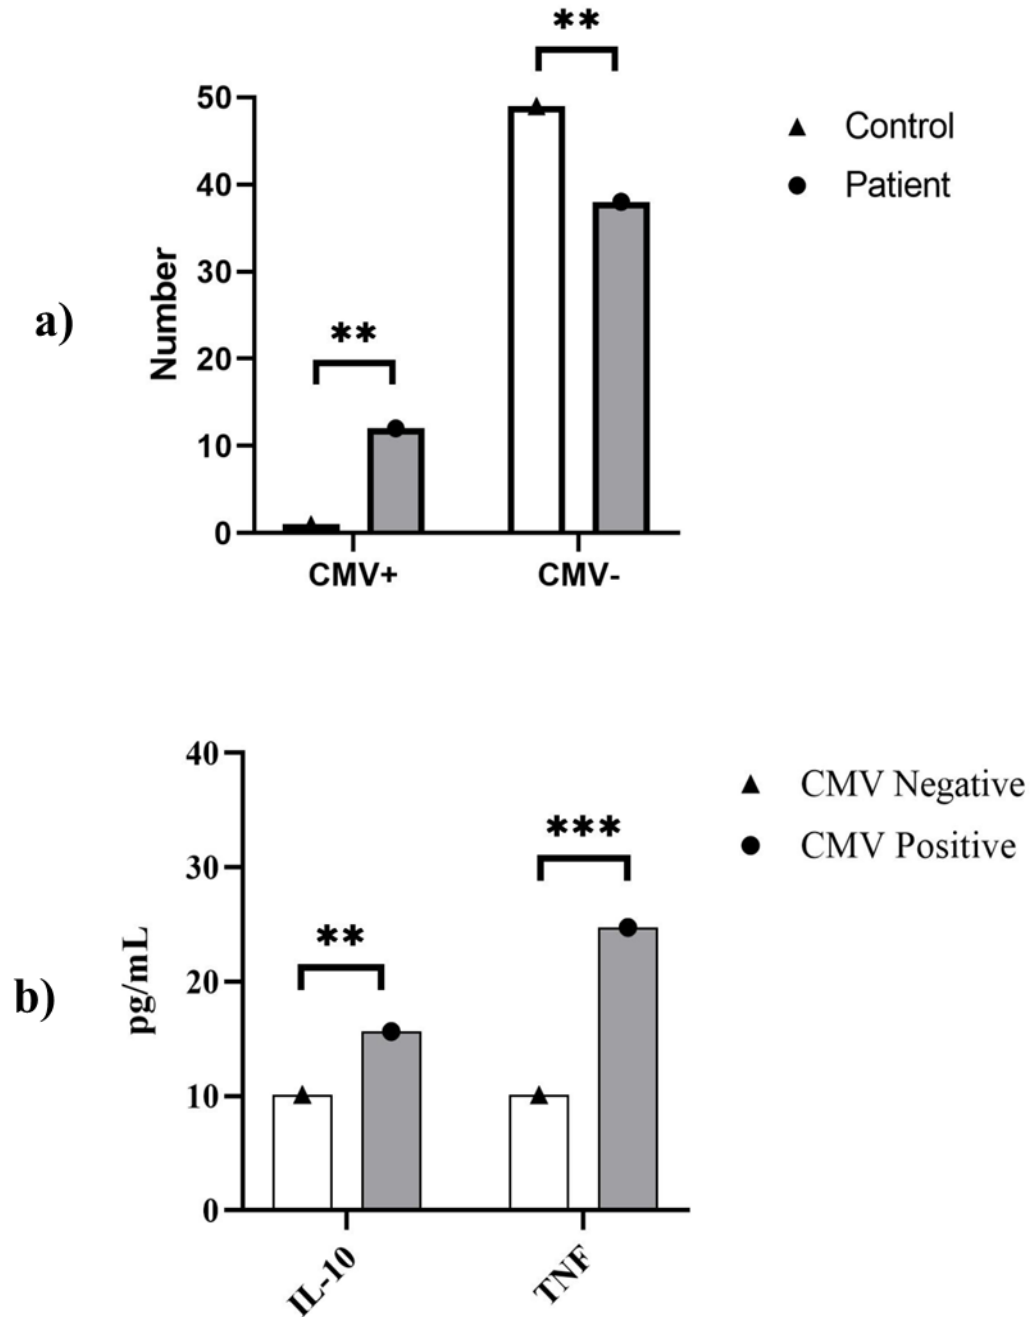 a)
**
50
40
30
20
10
0
Number
**
CMV+
CMV-
Control
Patient
b)
40
30
20
10
0
pg/mL
**
***
IL-10
TNF
CMV Negative
CMV Positive